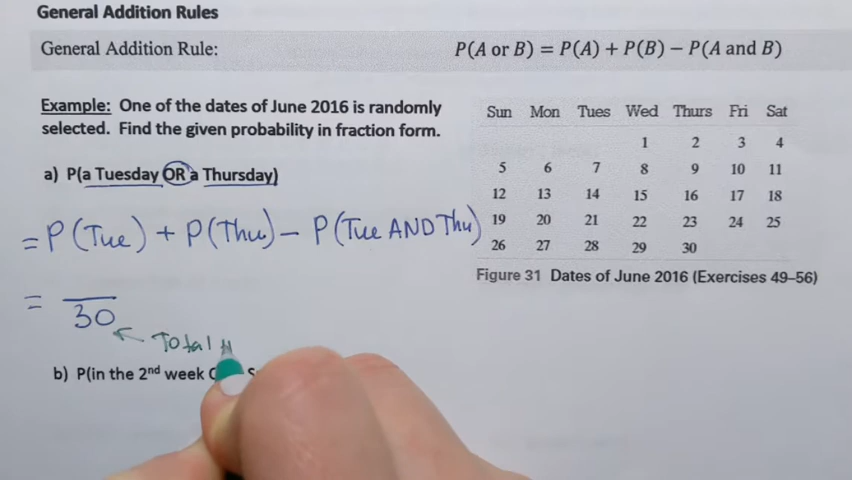 General Addition Rules
General Addition Rule: P(A or B) = P(A) + P(B) − P(A and B)
Example: One of the dates of June 2016 is randomly
selected. Find the given probability in fraction form.
a) P(a Tuesday OR a Thursday)
= P(Tue) + P(Thu) − P(Tue AND Thu)
=
30
← Total
b) P(in the 2nd week
Sun Mon Tues Wed Thurs Fri Sat
1 2 3 4
5 6 7 8 9 10 11
12 13 14 15 16 17 18
19 20 21 22 23 24 25
26 27 28 29 30
Figure 31 Dates of June 2016 (Exercises 49–56)